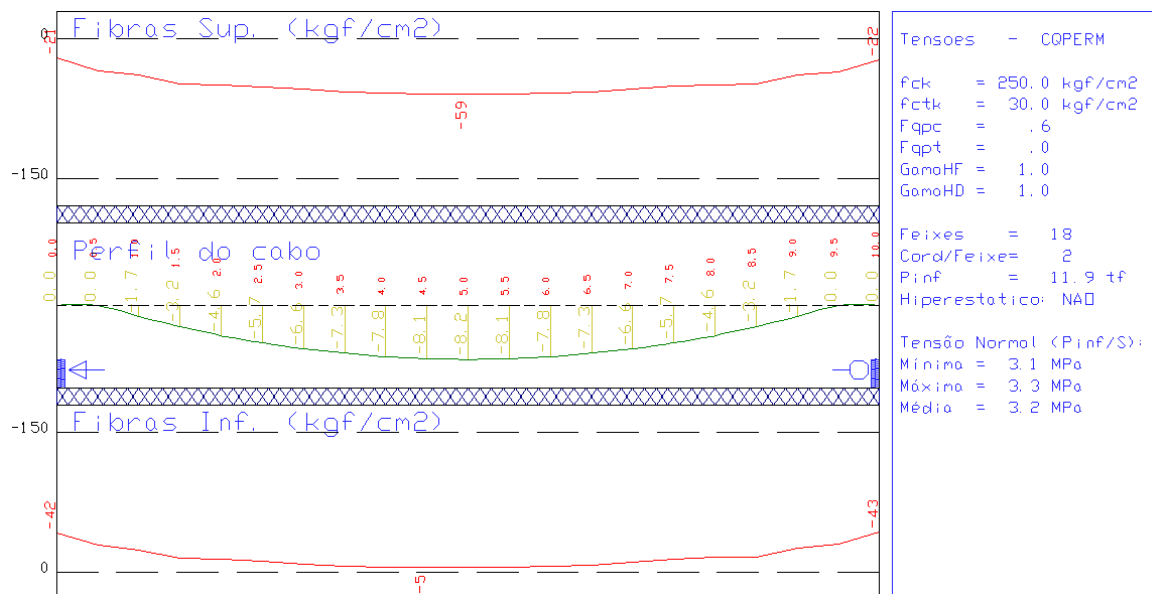 Fibras Sup. (kgf/cm2)
0
-21
-22
-59
-150
Perfil do cabo
0.0 0.5 1.0 1.5 2.0 2.5 3.0 3.5 4.0 4.5 5.0 5.5 6.0 6.5 7.0 7.5 8.0 8.5 9.0 9.5 10.0
0.0 0.0 -1.7 -3.2 -4.6 -5.7 -6.6 -7.3 -7.8 -8.1 -8.2 -8.1 -7.8 -7.3 -6.6 -5.7 -4.6 -3.2 -1.7 0.0 0.0
Fibras Inf. (kgf/cm2)
-150
-42
-43
-5
0
Tensoes - CQPERM
fck = 250.0 kgf/cm2
fctk = 30.0 kgf/cm2
Fqpc = .6
Fqpt = .0
GamaHF = 1.0
GamaHD = 1.0
Feixes = 18
Cord/Feixe= 2
Pinf = 11.9 tf
Hiperestatico: NAO
Tensão Normal (Pinf/S):
Mínima = 3.1 MPa
Máxima = 3.3 MPa
Média = 3.2 MPa